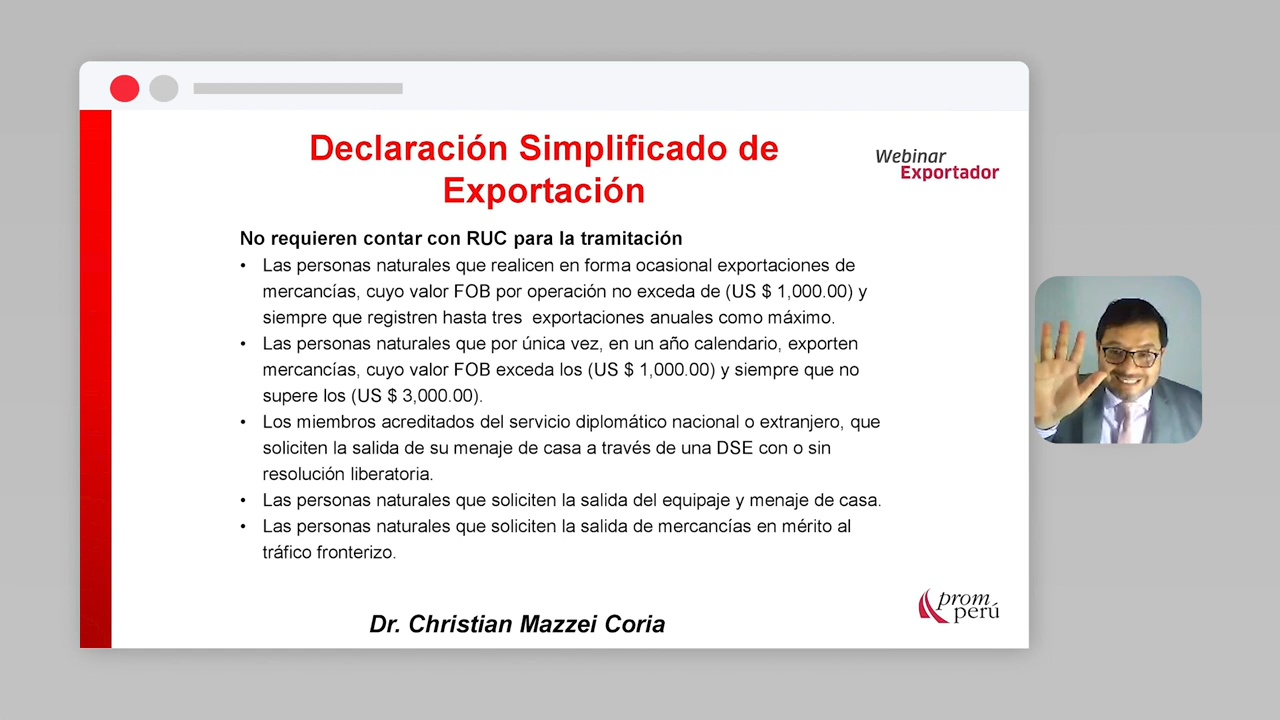 Declaración Simplificado de
Exportación
Webinar
Exportador
No requieren contar con RUC para la tramitación
• Las personas naturales que realicen en forma ocasional exportaciones de
mercancías, cuyo valor FOB por operación no exceda de (US $ 1,000.00) y
siempre que registren hasta tres  exportaciones anuales como máximo.
• Las personas naturales que por única vez, en un año calendario, exporten
mercancías, cuyo valor FOB exceda los (US $ 1,000.00) y siempre que no
supere los (US $ 3,000.00).
• Los miembros acreditados del servicio diplomático nacional o extranjero, que
soliciten la salida de su menaje de casa a través de una DSE con o sin
resolución liberatoria.
• Las personas naturales que soliciten la salida del equipaje y menaje de casa.
• Las personas naturales que soliciten la salida de mercancías en mérito al
tráfico fronterizo.
Dr. Christian Mazzei Coria
prom
perú